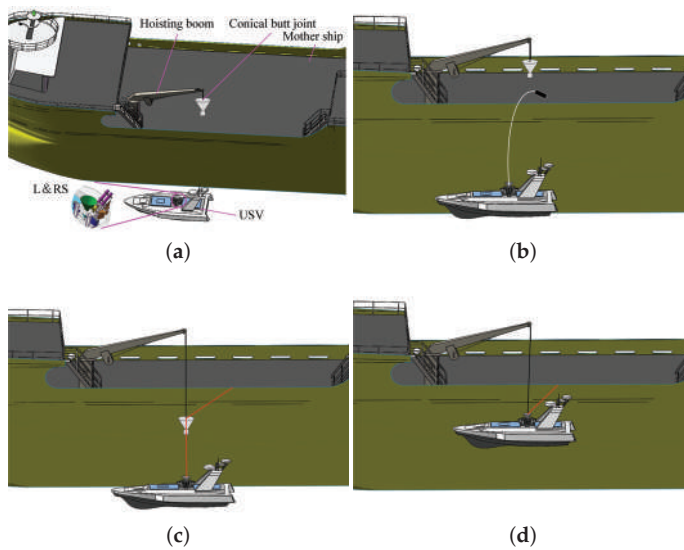 Hoisting boom
Conical butt joint
Mother ship
L&RS
USV
(a)
(b)
(c)
(d)